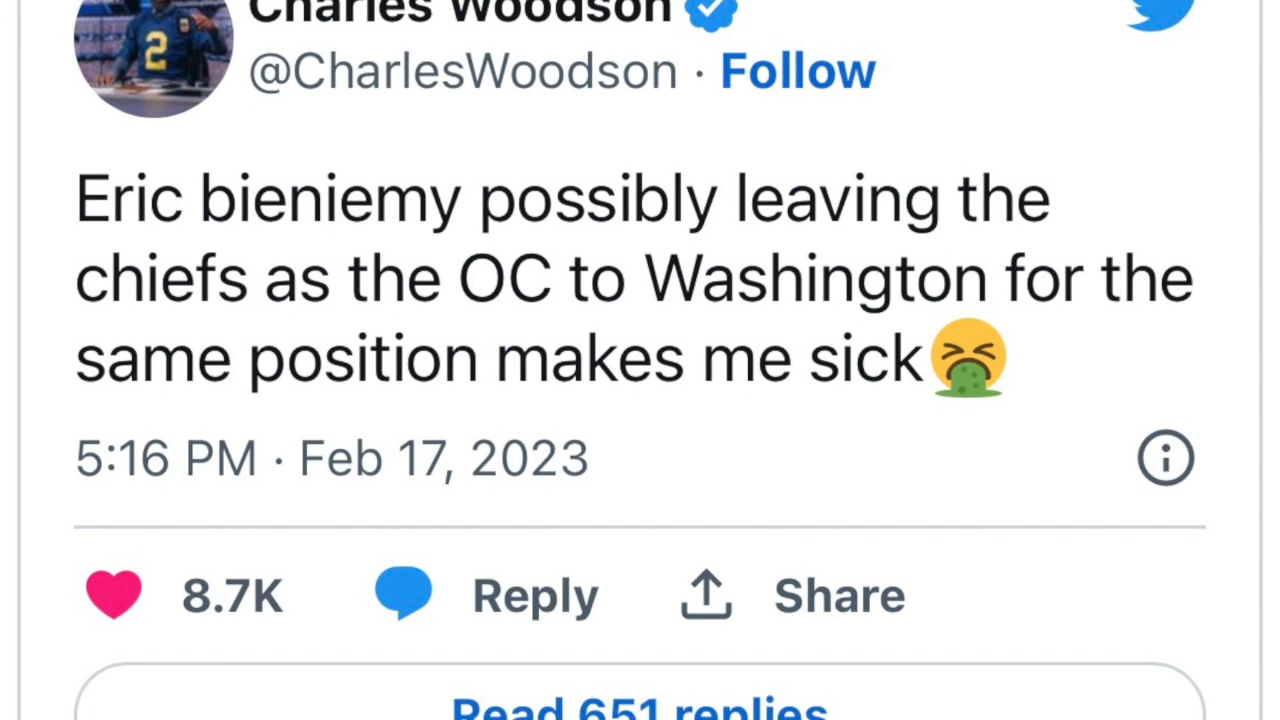 Charles Woodson
@CharlesWoodson · Follow
Eric bieniemy possibly leaving the
chiefs as the OC to Washington for the
same position makes me sick🤮
5:16 PM · Feb 17, 2023
8.7K Reply Share
Read 651 replies